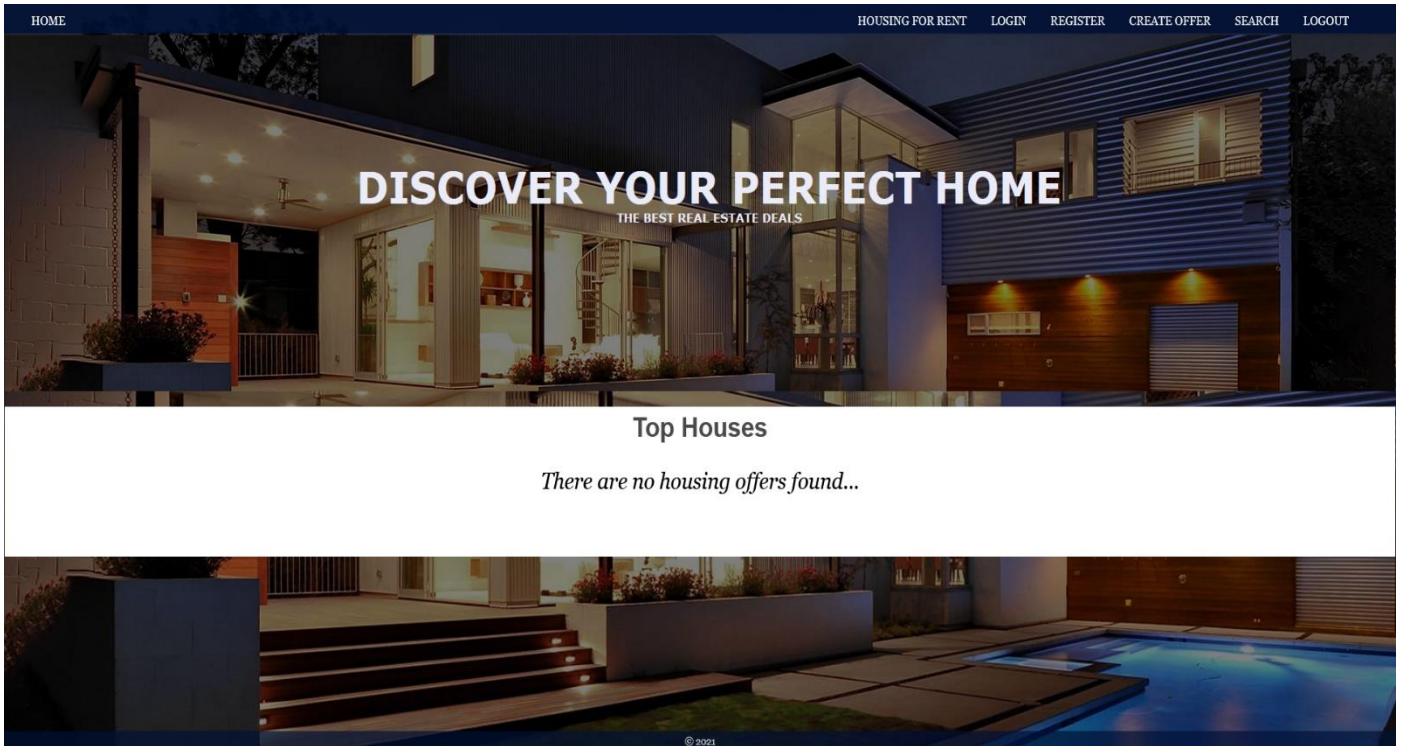 HOME HOUSING FOR RENT LOGIN REGISTER CREATE OFFER SEARCH LOGOUT
DISCOVER YOUR PERFECT HOME
THE BEST REAL ESTATE DEALS
Top Houses
There are no housing offers found...
© 2021